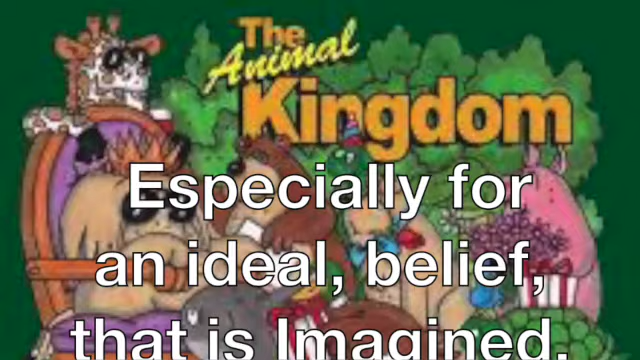 The
Animal
Kingdom
Especially for
an ideal, belief,
that is Imagined.